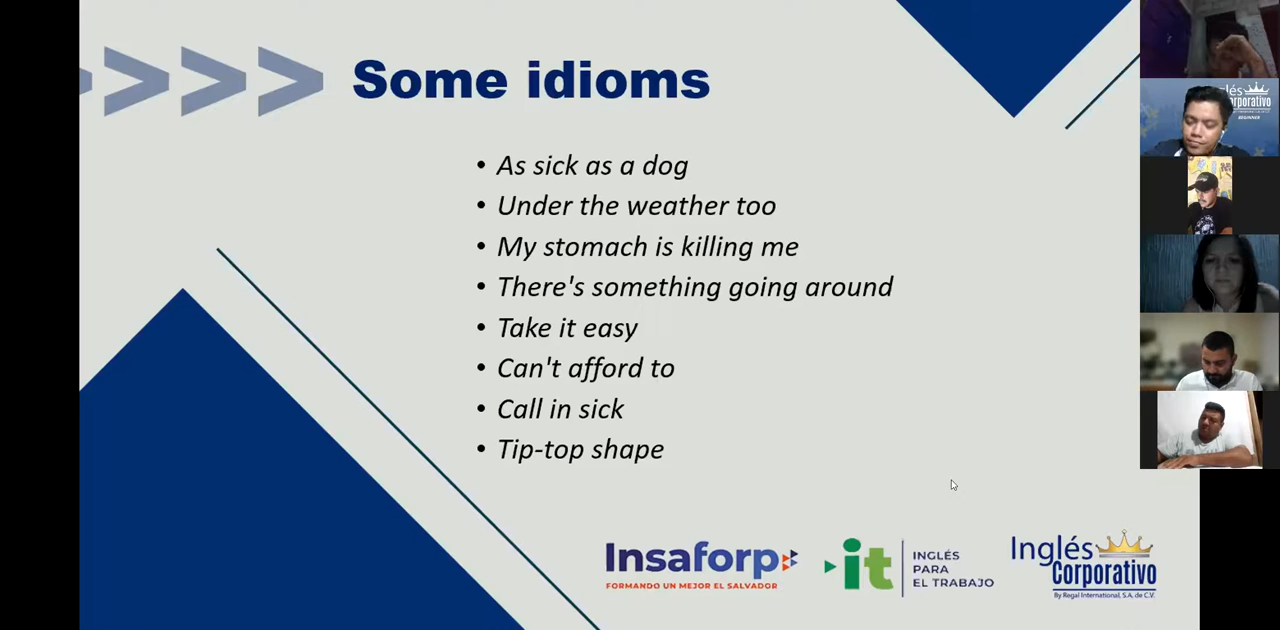 Some idioms
• As sick as a dog
• Under the weather too
• My stomach is killing me
• There's something going around
• Take it easy
• Can't afford to
• Call in sick
• Tip-top shape
Insaforp
FORMANDO UN MEJOR EL SALVADOR
it
INGLÉS
PARA
EL TRABAJO
Inglés
Corporativo
By Regal International, S.A. de C.V.